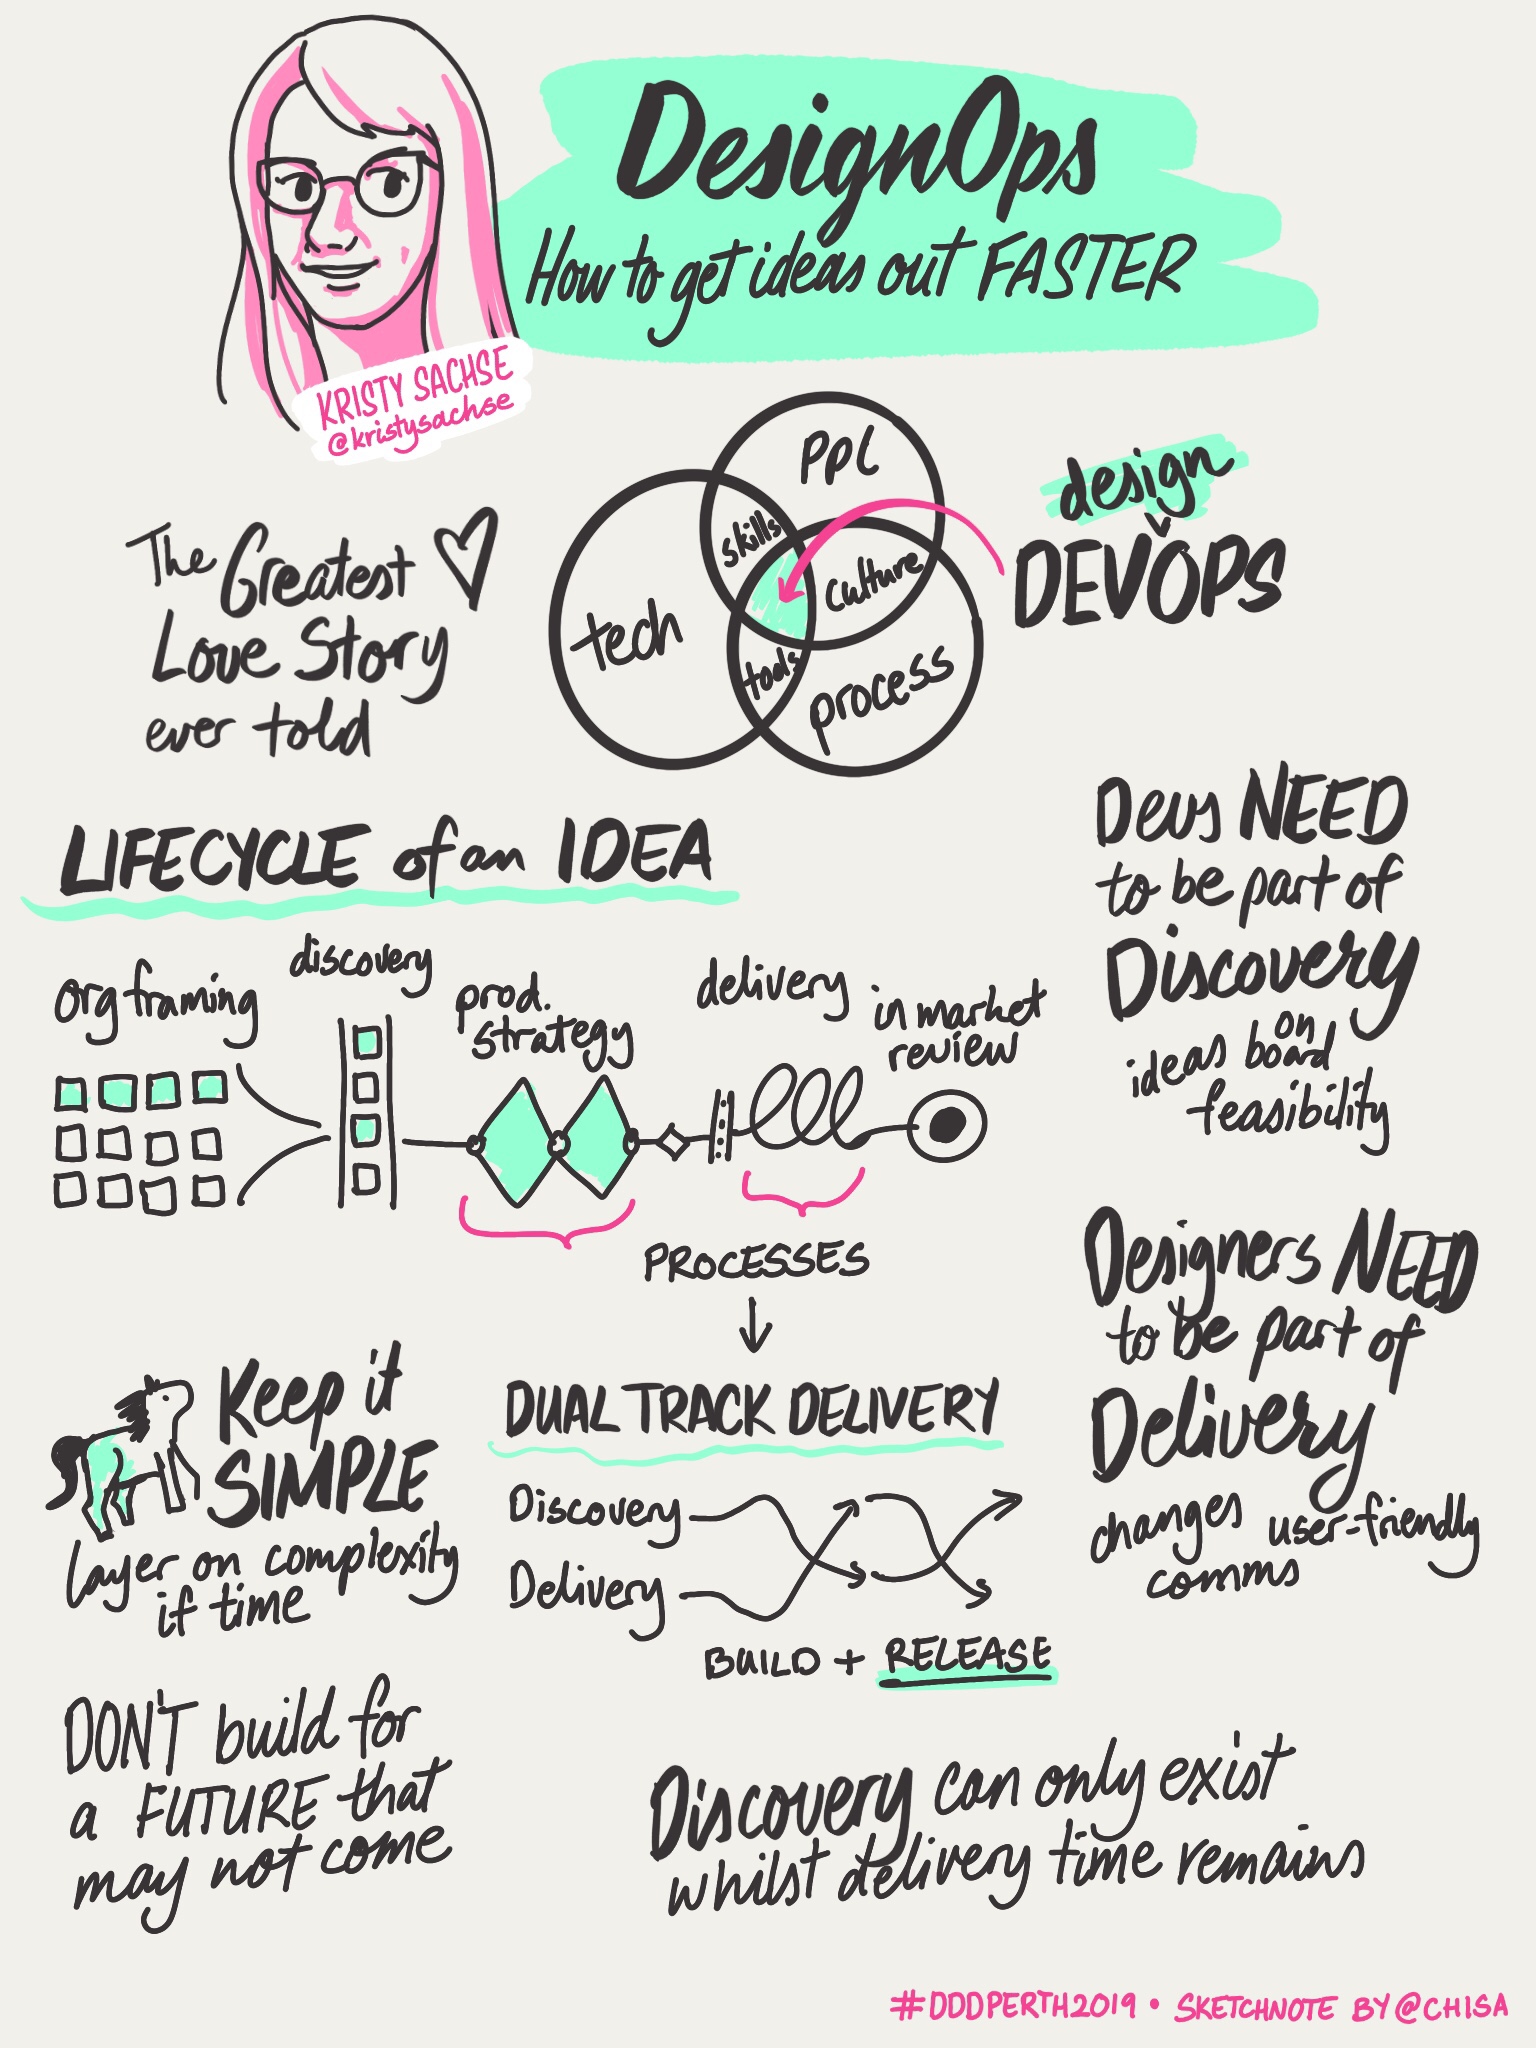 DesignOps
How to get ideas out FASTER
KRISTY SACHSE
@kristysachse
The Greatest
Love Story
ever told
ppl
skills
culture
tech
tools
process
design
DEVOPS
LIFECYCLE of an IDEA
org framing
discovery
prod.
strategy
delivery
in market
review
PROCESSES
Devs NEED
to be part of
Discovery
ideas on board
feasibility
Designers NEED
to be part of
Delivery
changes
comms
user-friendly
Keep it
SIMPLE
layer on complexity
if time
DUAL TRACK DELIVERY
Discovery
Delivery
BUILD + RELEASE
DON'T build for
a FUTURE that
may not come
Discovery can only exist
whilst delivery time remains
#DDDPERTH2019 • SKETCHNOTE BY @CHISA